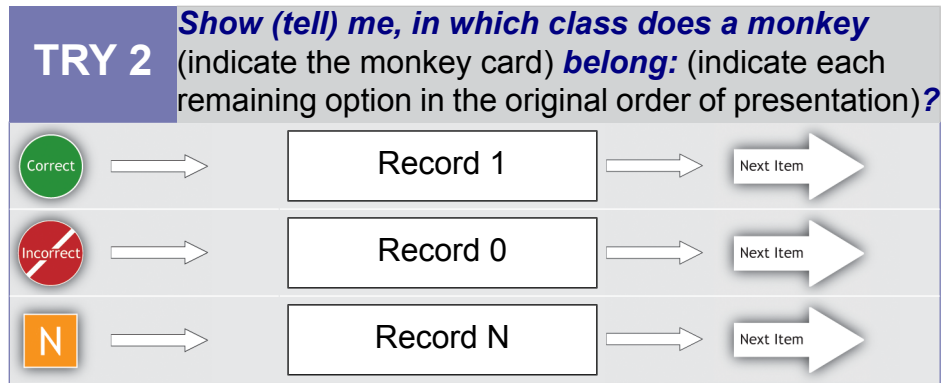 TRY 2
Show (tell) me, in which class does a monkey
(indicate the monkey card) belong: (indicate each
remaining option in the original order of presentation)?
Correct Record 1 Next Item
Incorrect Record 0 Next Item
N Record N Next Item